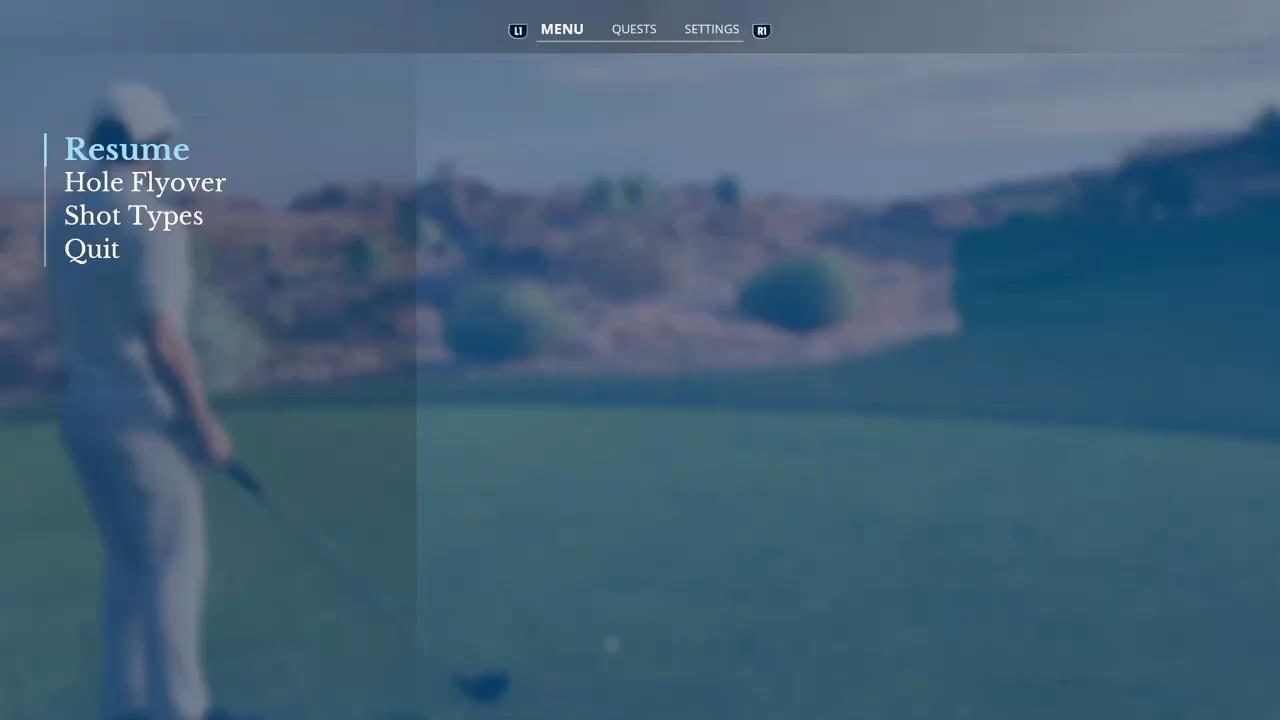 L1 MENU QUESTS SETTINGS R1
Resume
Hole Flyover
Shot Types
Quit